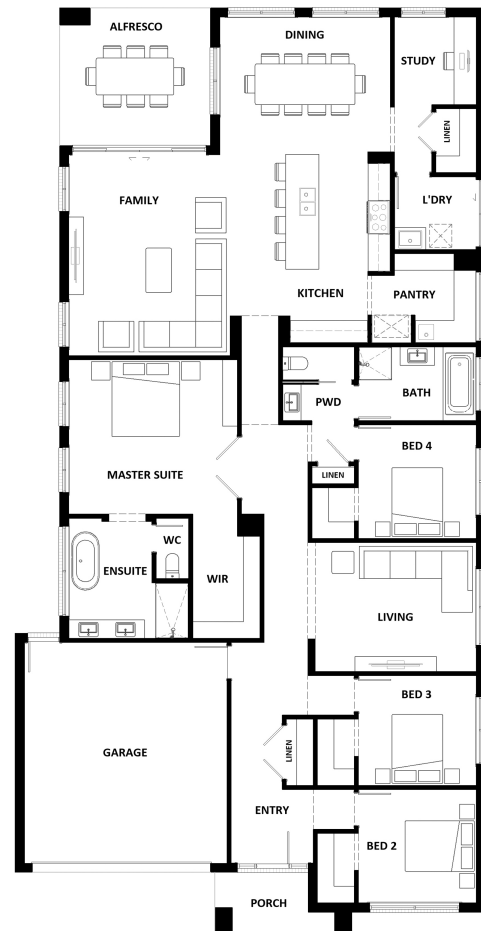 ALFRESCO
DINING
STUDY
LINEN
FAMILY
L'DRY
KITCHEN
PANTRY
PWD
BATH
BED 4
LINEN
MASTER SUITE
WC
ENSUITE
WIR
LIVING
BED 3
GARAGE
LINEN
ENTRY
BED 2
PORCH